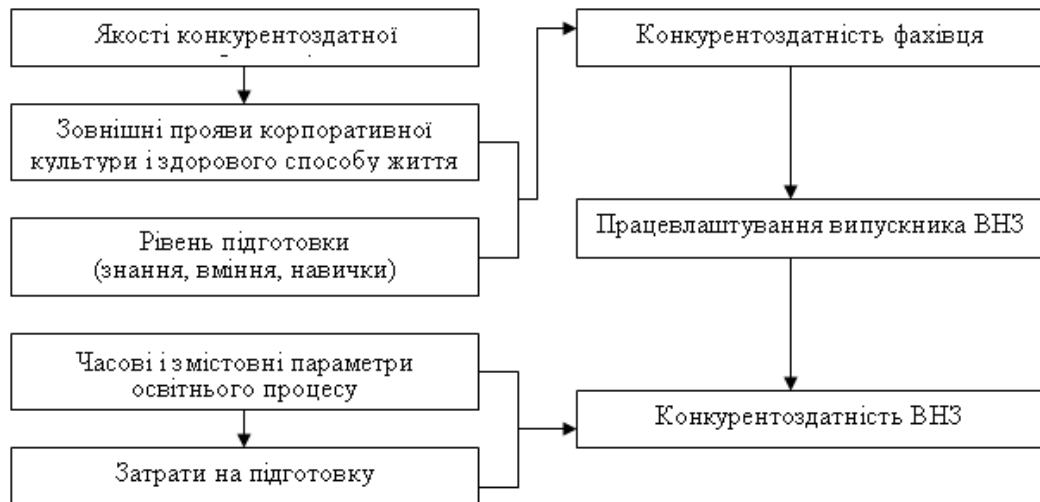 Якості конкурентоздатної
Зовнішні прояви корпоративної
культури і здорового способу життя
Рівень підготовки
(знання, вміння, навички)
Часові і змістовні параметри
освітнього процесу
Затрати на підготовку
Конкурентоздатність фахівця
Працевлаштування випускника ВНЗ
Конкурентоздатність ВНЗ